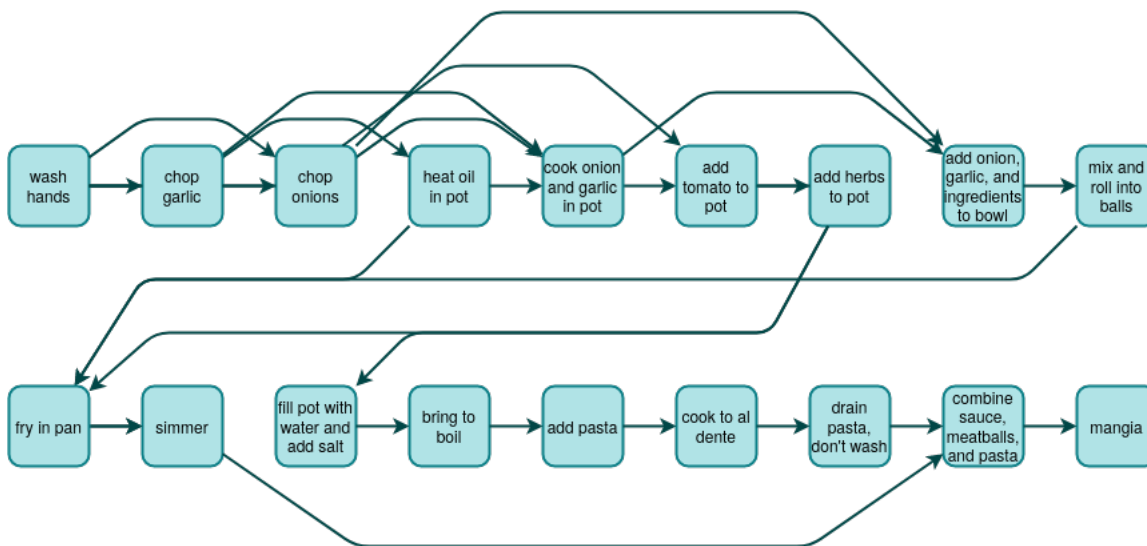 wash
hands
chop
garlic
chop
onions
heat oil
in pot
cook onion
and garlic
in pot
add
tomato to
pot
add herbs
to pot
add onion,
garlic, and
ingredients
to bowl
mix and
roll into
balls
fry in pan
simmer
fill pot with
water and
add salt
bring to
boil
add pasta
cook to al
dente
drain
pasta,
don't wash
combine
sauce,
meatballs,
and pasta
mangia